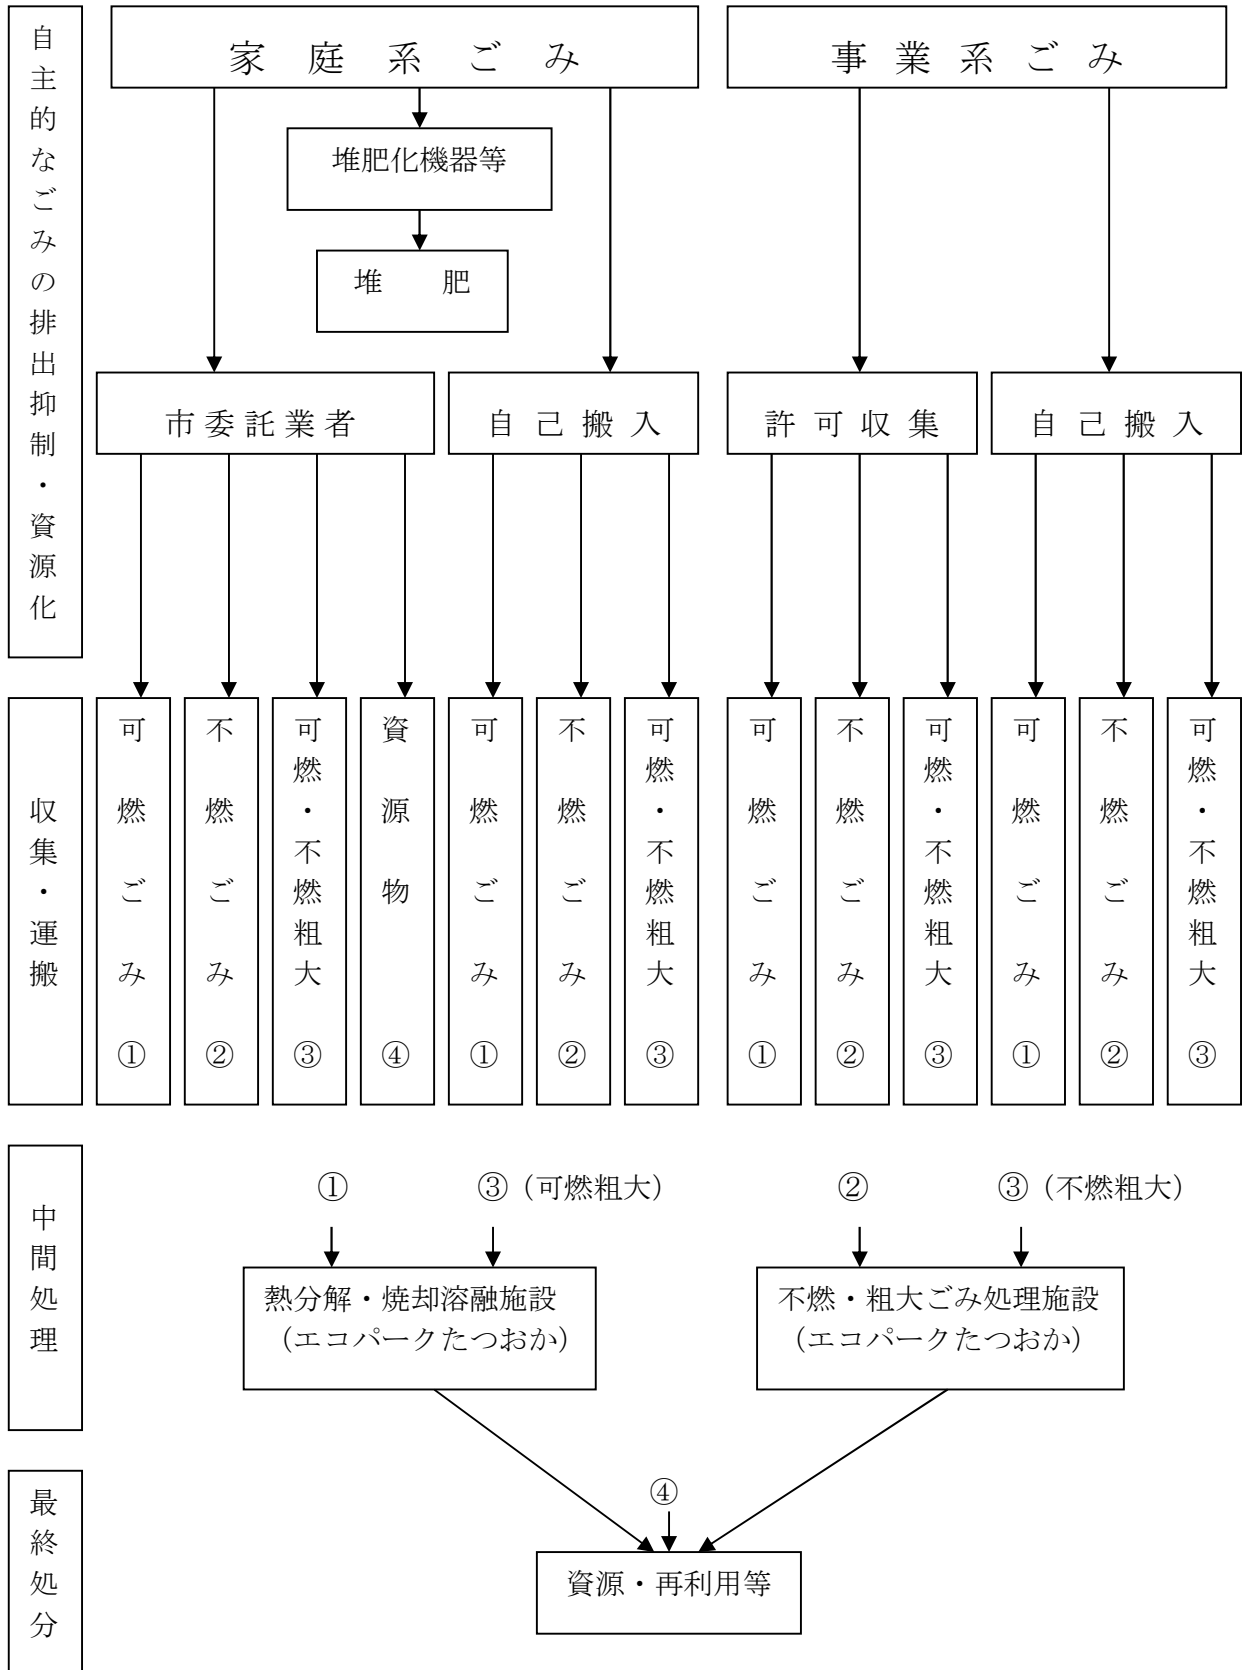 自主的なごみの排出抑制・資源化
家庭系ごみ
事業系ごみ
堆肥化機器等
堆肥
市委託業者
自己搬入
許可収集
自己搬入
収集・運搬
可燃ごみ①
不燃ごみ②
可燃・不燃粗大③
資源物④
可燃ごみ①
不燃ごみ②
可燃・不燃粗大③
可燃ごみ①
不燃ごみ②
可燃・不燃粗大③
可燃ごみ①
不燃ごみ②
可燃・不燃粗大③
中間処理
①
③（可燃粗大）
②
③（不燃粗大）
熱分解・焼却溶融施設
（エコパークたつおか）
不燃・粗大ごみ処理施設
（エコパークたつおか）
最終処分
④
資源・再利用等